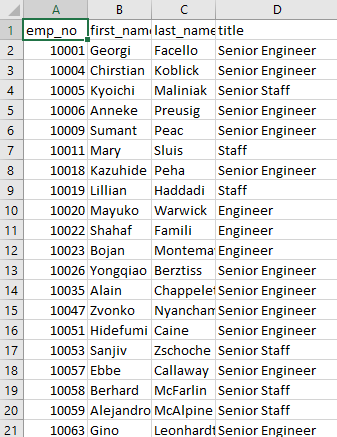 A B C D
1 emp_no first_name last_name title
2 10001 Georgi Facello Senior Engineer
3 10004 Chirstian Koblick Senior Engineer
4 10005 Kyoichi Maliniak Senior Staff
5 10006 Anneke Preusig Senior Engineer
6 10009 Sumant Peac Senior Engineer
7 10011 Mary Sluis Staff
8 10018 Kazuhide Peha Senior Engineer
9 10019 Lillian Haddadi Staff
10 10020 Mayuko Warwick Engineer
11 10022 Shahaf Famili Engineer
12 10023 Bojan Montema Engineer
13 10026 Yongqiao Berztiss Senior Engineer
14 10035 Alain Chappelet Senior Engineer
15 10047 Zvonko Nyancham Senior Engineer
16 10051 Hidefumi Caine Senior Engineer
17 10053 Sanjiv Zschoche Senior Staff
18 10057 Ebbe Callaway Senior Engineer
19 10058 Berhard McFarlin Senior Staff
20 10059 Alejandro McAlpine Senior Staff
21 10063 Gino Leonhardt Senior Engineer